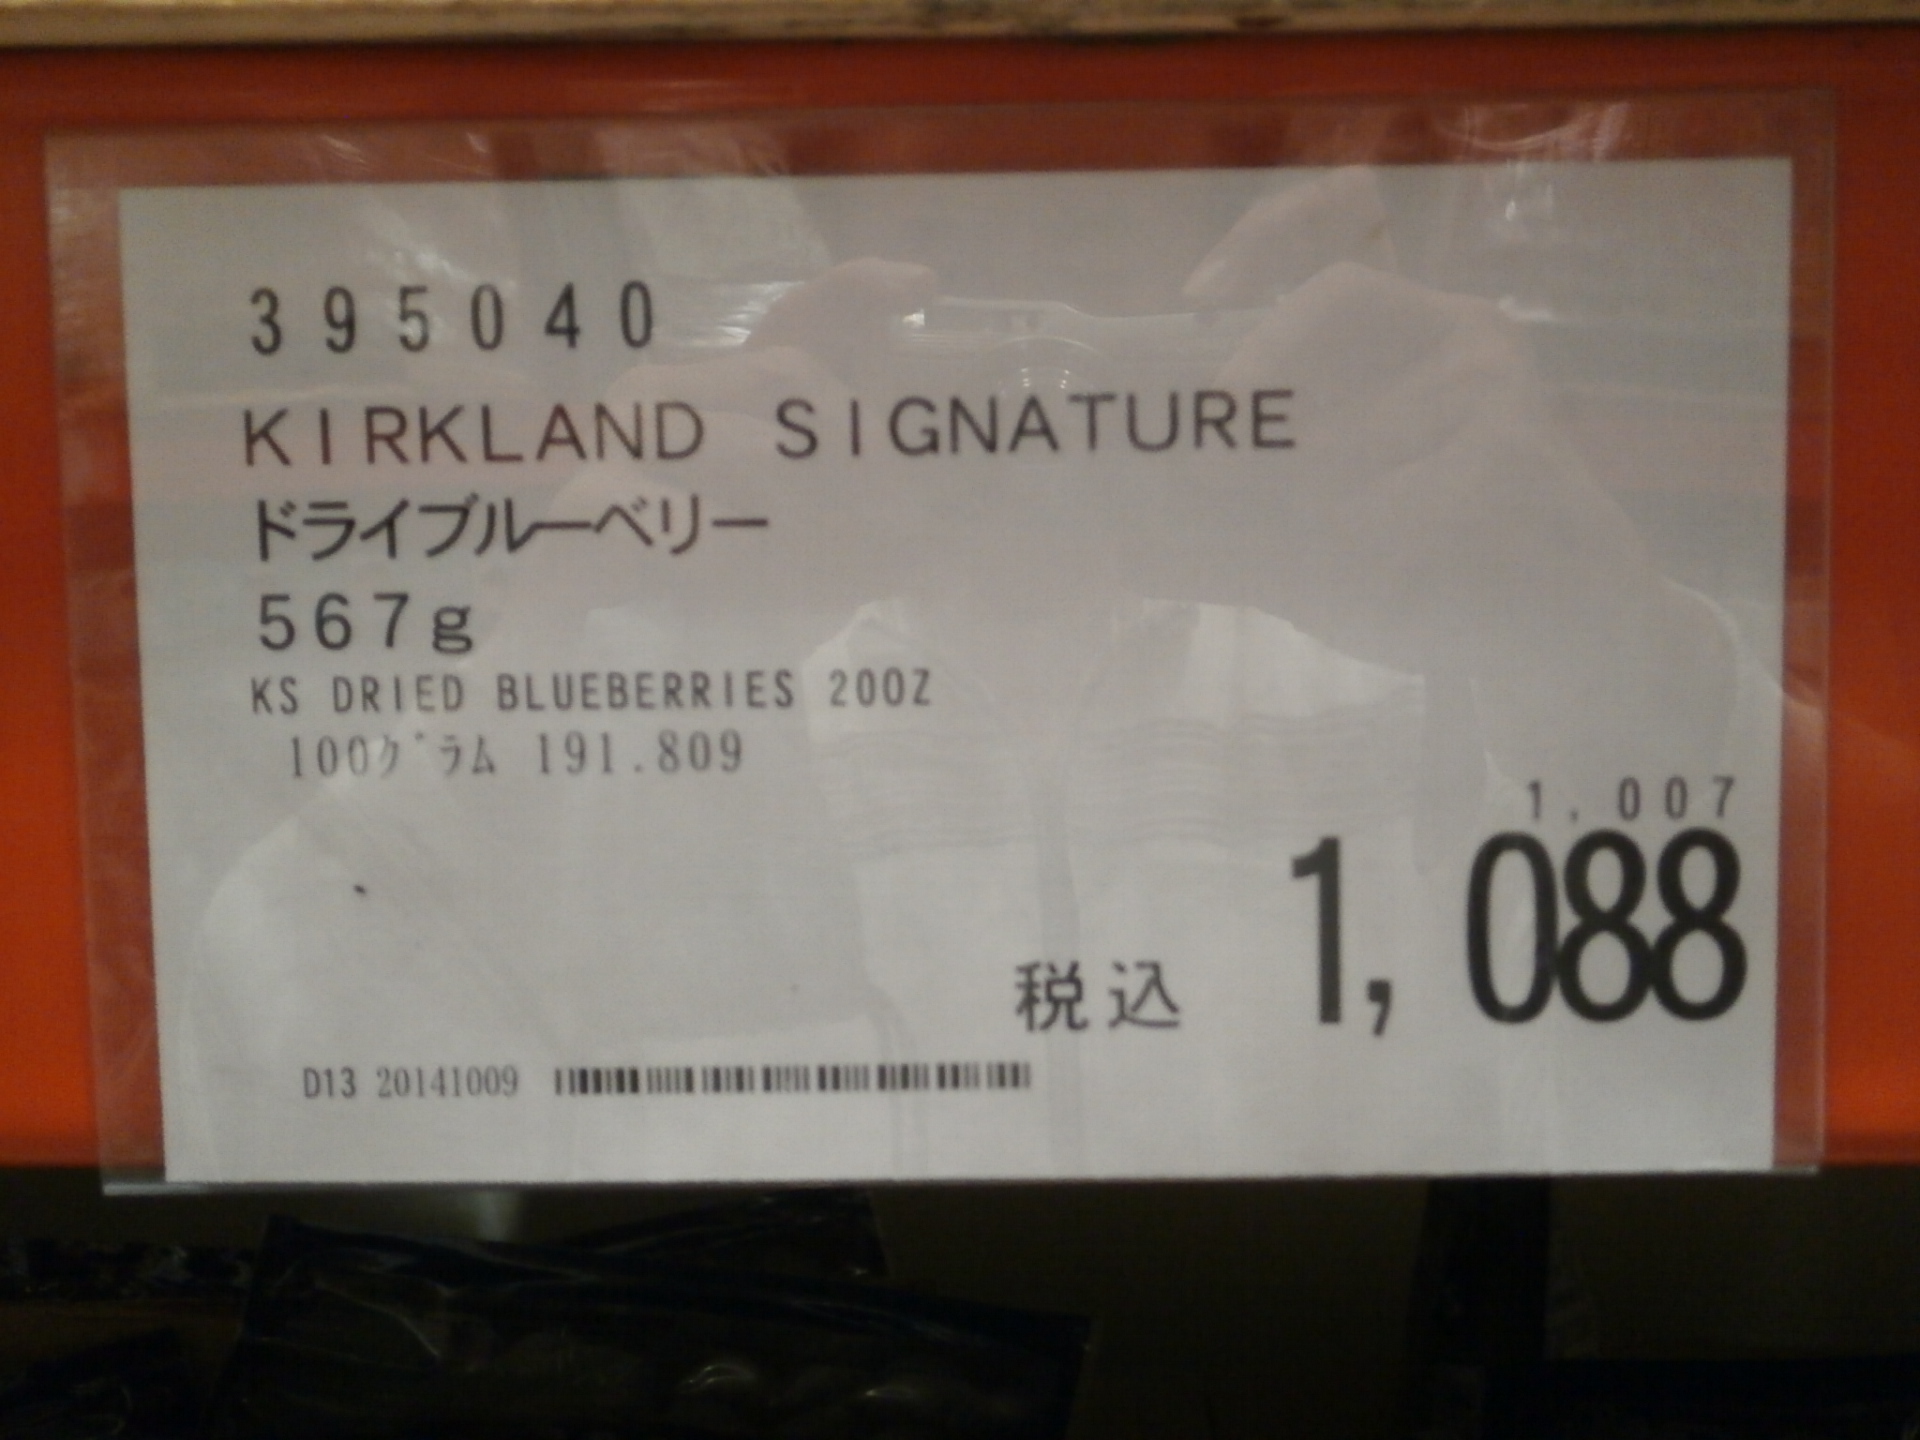 395040
KIRKLAND SIGNATURE
ドライブルーベリー
567g
KS DRIED BLUEBERRIES 20OZ
100ｸﾞﾗﾑ 191.809
1,007
税込 1,088
D13 20141009